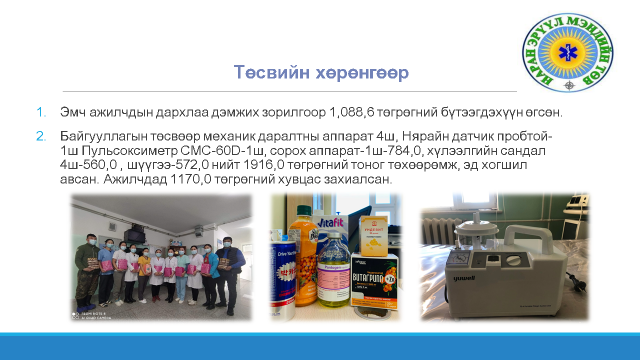 НАРАН ЭРҮҮЛ МЭНДИЙН ТӨВ
Төсвийн хөрөнгөөр
1. Эмч ажилчдын дархлаа дэмжих зорилгоор 1,088,6 төгрөгний бүтээгдэхүүн өгсөн.
2. Байгууллагын төсвөөр механик даралтны аппарат 4ш, Нярайн датчик пробтой-
1ш Пульсоксиметр CMC-60D-1ш, сорох аппарат-1ш-784,0, хүлээлгийн сандал
4ш-560,0 , шүүгээ-572,0 нийт 1916,0 төгрөгний тоног төхөөрөмж, эд хогшил
авсан. Ажилчдад 1170,0 төгрөгний хувцас захиалсан.
Vitafit
ВИТАГРИПП
yuwell